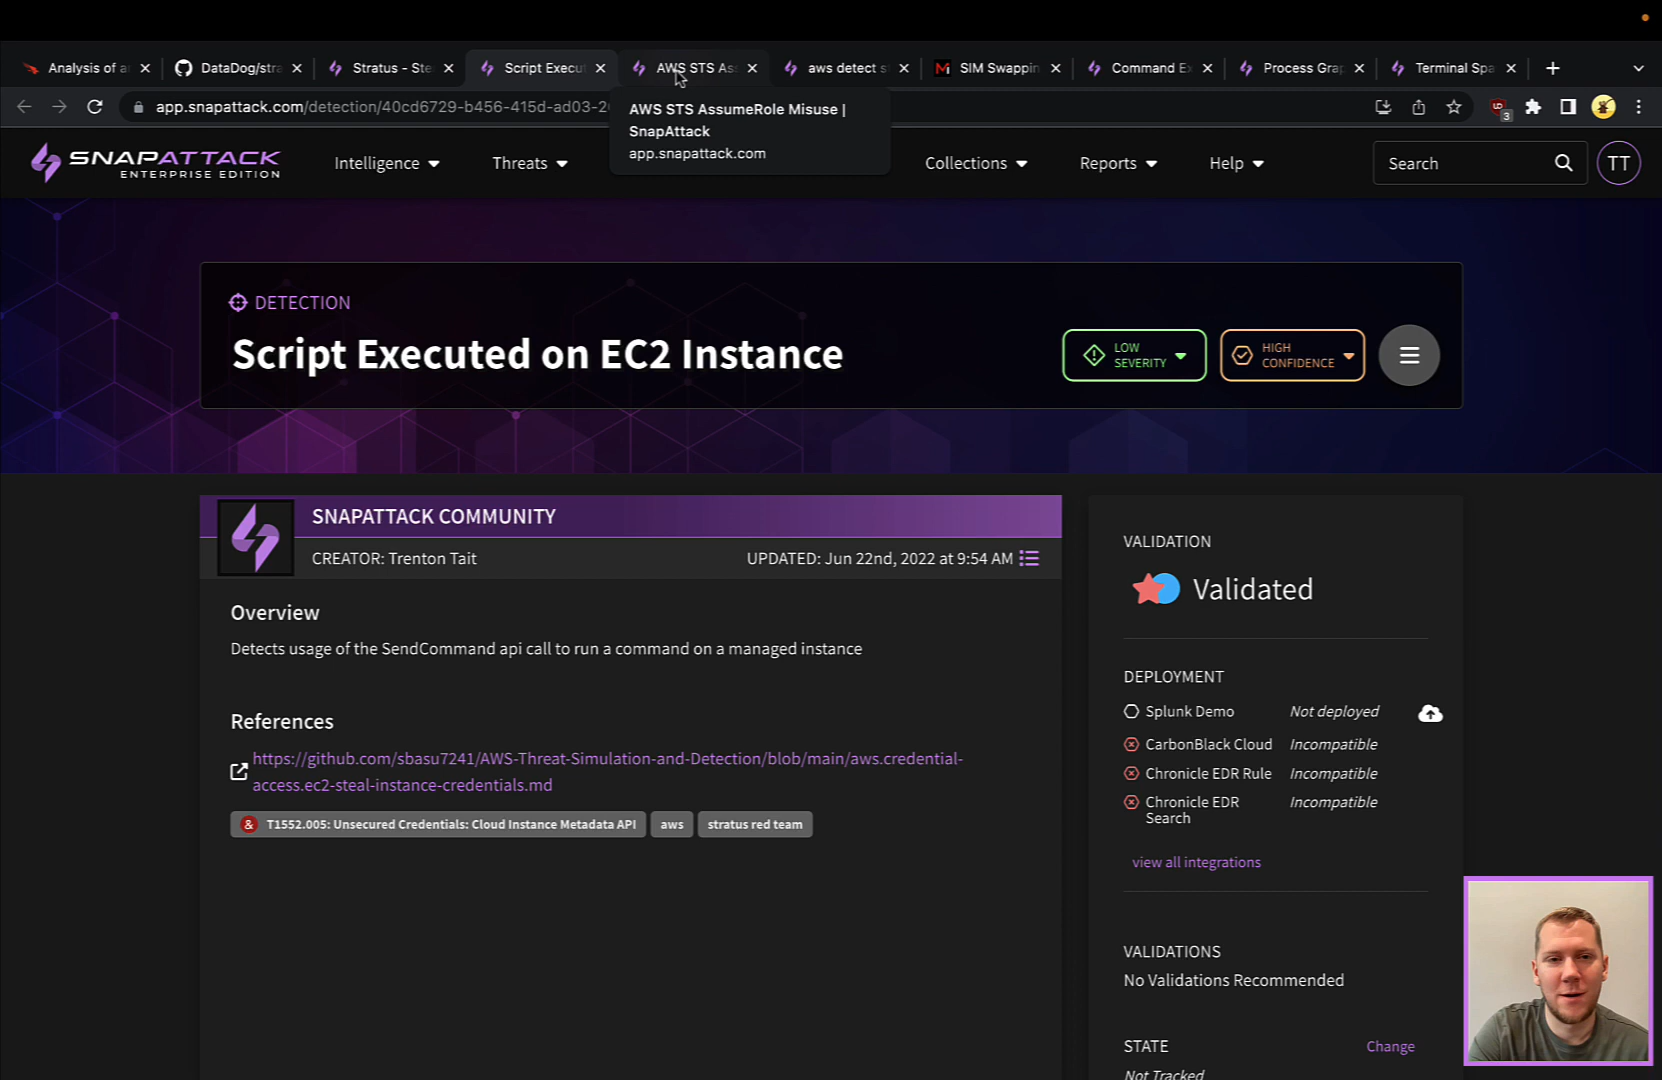 Analysis of a
DataDog/stra
Stratus - Ste
Script Execut
AWS STS Ass
aws detect s
SIM Swappin
Command Ex
Process Grap
Terminal Spa
app.snapattack.com/detection/40cd6729-b456-415d-ad03-2
3
AWS STS AssumeRole Misuse |
SnapAttack
app.snapattack.com
SNAPATTACK
ENTERPRISE EDITION
Intelligence
Threats
Collections
Reports
Help
Search
TT
DETECTION
Script Executed on EC2 Instance
LOW
SEVERITY
HIGH
CONFIDENCE
SNAPATTACK COMMUNITY
CREATOR: Trenton Tait
UPDATED: Jun 22nd, 2022 at 9:54 AM
Overview
Detects usage of the SendCommand api call to run a command on a managed instance
References
https://github.com/sbasu7241/AWS-Threat-Simulation-and-Detection/blob/main/aws.credential-
access.ec2-steal-instance-credentials.md
& T1552.005: Unsecured Credentials: Cloud Instance Metadata API
aws
stratus red team
VALIDATION
Validated
DEPLOYMENT
Splunk Demo Not deployed
CarbonBlack Cloud Incompatible
Chronicle EDR Rule Incompatible
Chronicle EDR Incompatible
Search
view all integrations
VALIDATIONS
No Validations Recommended
STATE Change
Not Tracked